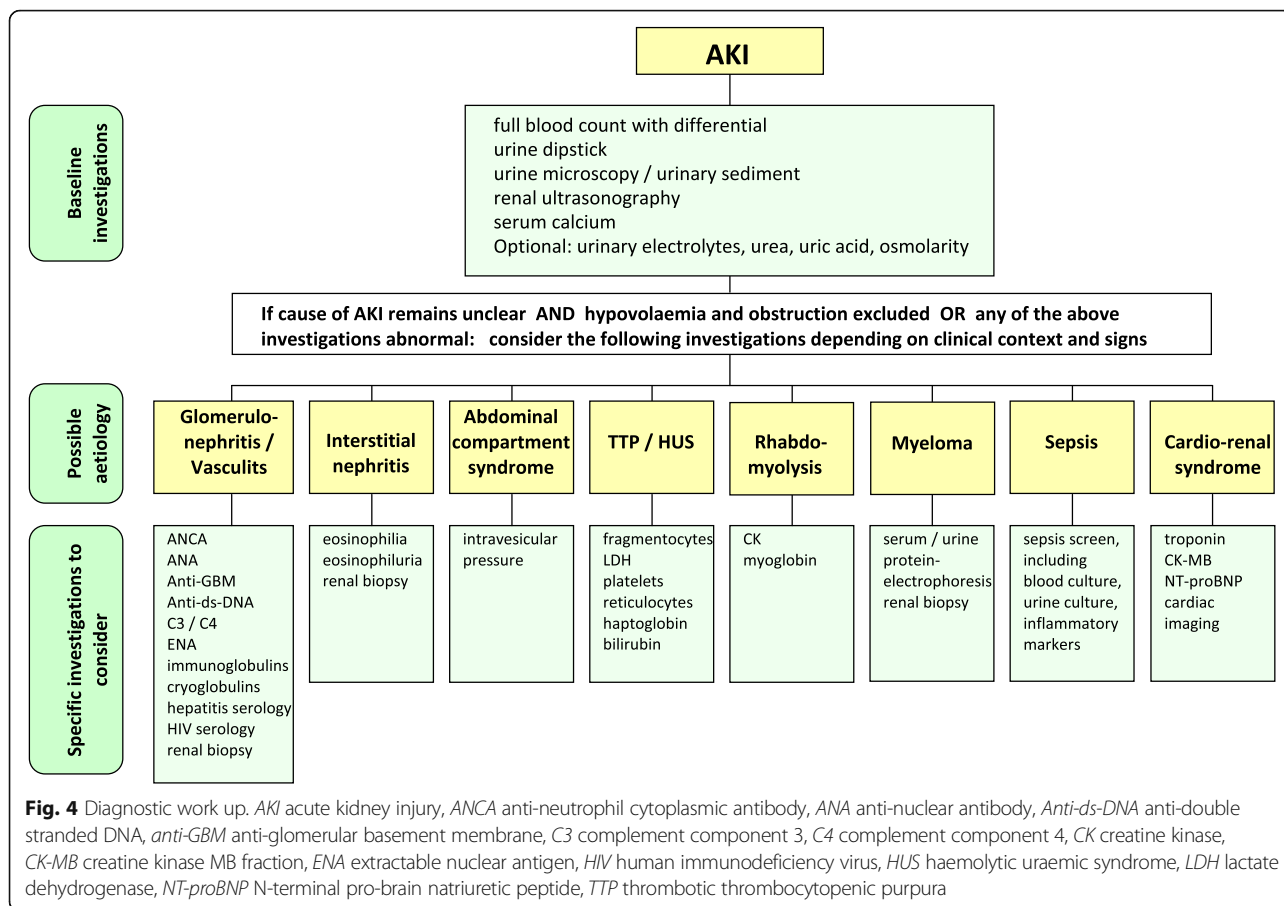 AKI
Baseline
investigations
full blood count with differential
urine dipstick
urine microscopy / urinary sediment
renal ultrasonography
serum calcium
Optional: urinary electrolytes, urea, uric acid, osmolarity
If cause of AKI remains unclear AND hypovolaemia and obstruction excluded OR any of the above
investigations abnormal: consider the following investigations depending on clinical context and signs
Possible
aetiology
Glomerulo-
nephritis /
Vasculits
Interstitial
nephritis
Abdominal
compartment
syndrome
TTP / HUS
Rhabdo-
myolysis
Myeloma
Sepsis
Cardio-renal
syndrome
Specific investigations to
consider
ANCA
ANA
Anti-GBM
Anti-ds-DNA
C3 / C4
ENA
immunoglobulins
cryoglobulins
hepatitis serology
HIV serology
renal biopsy
eosinophilia
eosinophiluria
renal biopsy
intravesicular
pressure
fragmentocytes
LDH
platelets
reticulocytes
haptoglobin
bilirubin
CK
myoglobin
serum / urine
protein-
electrophoresis
renal biopsy
sepsis screen,
including
blood culture,
urine culture,
inflammatory
markers
troponin
CK-MB
NT-proBNP
cardiac
imaging
Fig. 4 Diagnostic work up. AKI acute kidney injury, ANCA anti-neutrophil cytoplasmic antibody, ANA anti-nuclear antibody, Anti-ds-DNA anti-double
stranded DNA, anti-GBM anti-glomerular basement membrane, C3 complement component 3, C4 complement component 4, CK creatine kinase,
CK-MB creatine kinase MB fraction, ENA extractable nuclear antigen, HIV human immunodeficiency virus, HUS haemolytic uraemic syndrome, LDH lactate
dehydrogenase, NT-proBNP N-terminal pro-brain natriuretic peptide, TTP thrombotic thrombocytopenic purpura